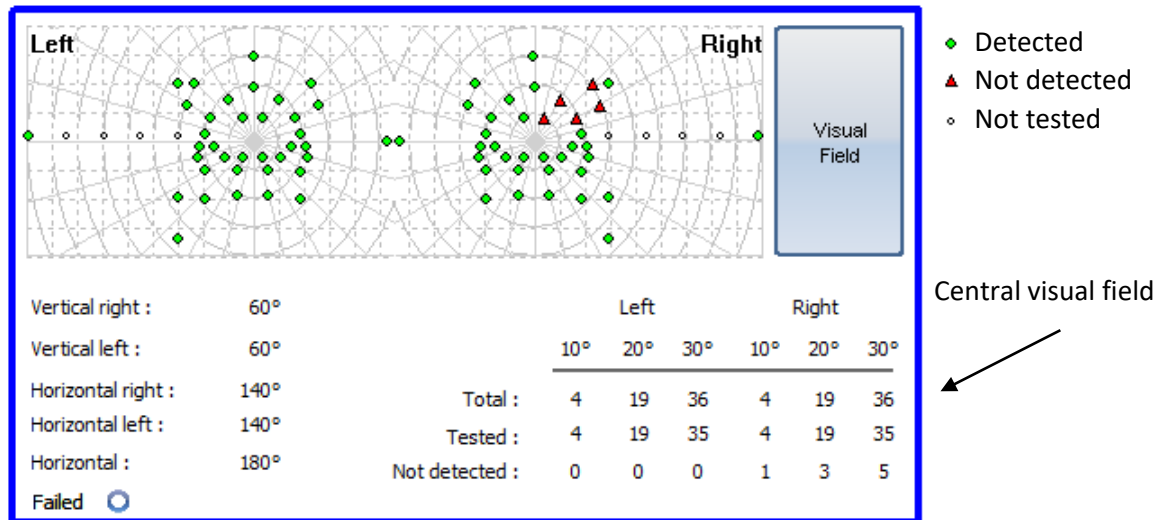 Left
Right
Visual
Field
Detected
Not detected
Not tested
Central visual field
Vertical right : 60°
Vertical left : 60°
Horizontal right : 140°
Horizontal left : 140°
Horizontal : 180°
Failed
Left Right
10° 20° 30° 10° 20° 30°
Total : 4 19 36 4 19 36
Tested : 4 19 35 4 19 35
Not detected : 0 0 0 1 3 5